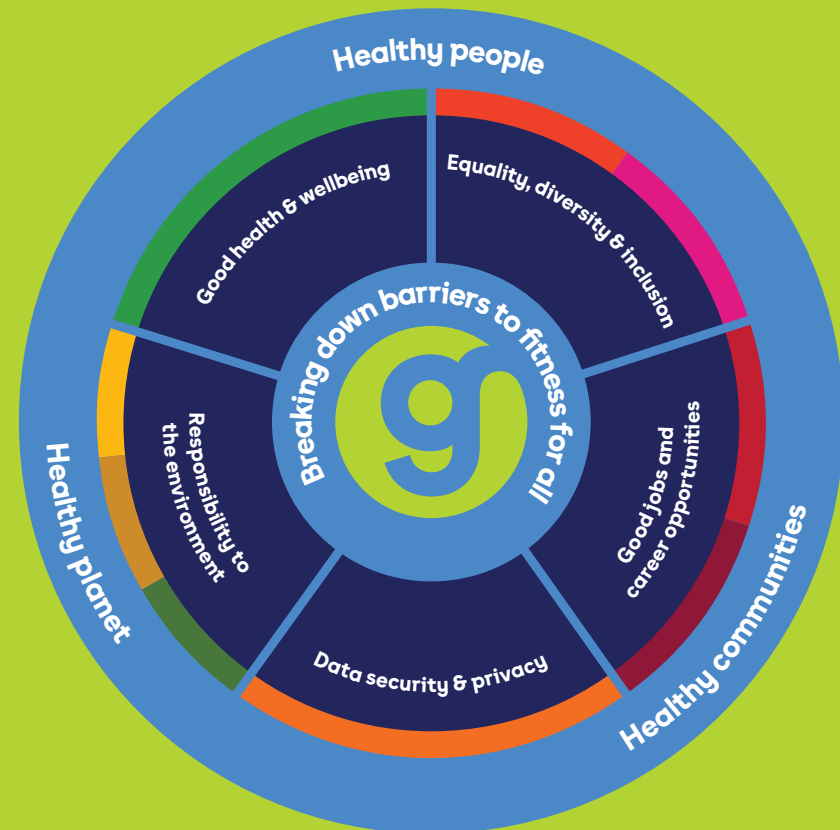 Healthy people
Good health & wellbeing
Equality, diversity & inclusion
Breaking down barriers to fitness for all
g
Responsibility to
the environment
Good jobs and
career opportunities
Data security & privacy
Healthy planet
Healthy communities